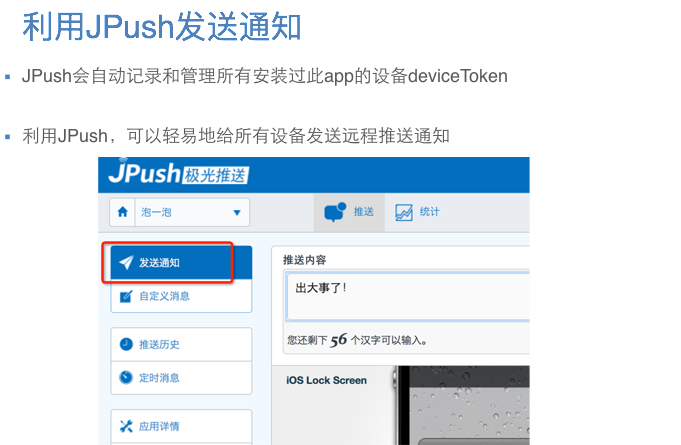 利用JPush发送通知
JPush会自动记录和管理所有安装过此app的设备deviceToken
利用JPush，可以轻易地给所有设备发送远程推送通知
JPush极光推送
泡一泡
推送
统计
发送通知
自定义消息
推送历史
定时消息
应用详情
推送内容
出大事了！
您还剩下 56 个汉字可以输入。
iOS Lock Screen